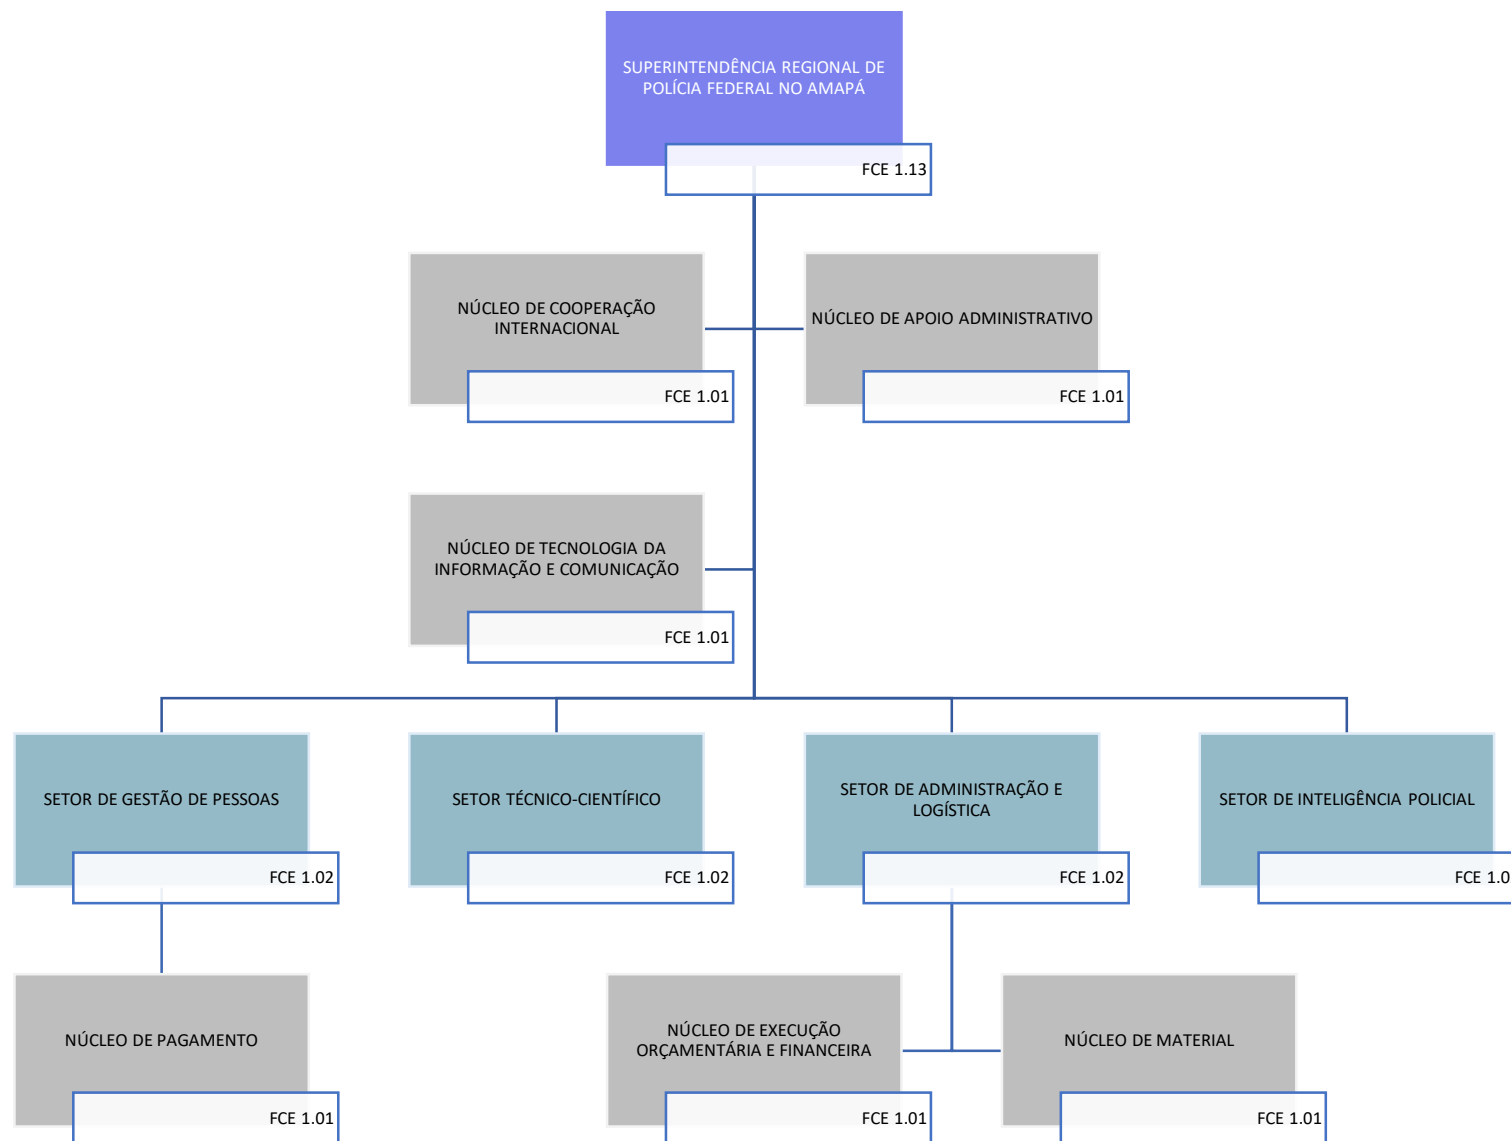 SUPERINTENDÊNCIA REGIONAL DE
POLÍCIA FEDERAL NO AMAPÁ
FCE 1.13
NÚCLEO DE COOPERAÇÃO
INTERNACIONAL
FCE 1.01
NÚCLEO DE APOIO ADMINISTRATIVO
FCE 1.01
NÚCLEO DE TECNOLOGIA DA
INFORMAÇÃO E COMUNICAÇÃO
FCE 1.01
SETOR DE GESTÃO DE PESSOAS
FCE 1.02
SETOR TÉCNICO-CIENTÍFICO
FCE 1.02
SETOR DE ADMINISTRAÇÃO E
LOGÍSTICA
FCE 1.02
SETOR DE INTELIGÊNCIA POLICIAL
FCE
NÚCLEO DE PAGAMENTO
FCE 1.01
NÚCLEO DE EXECUÇÃO
ORÇAMENTÁRIA E FINANCEIRA
FCE 1.01
NÚCLEO DE MATERIAL
FCE 1.01